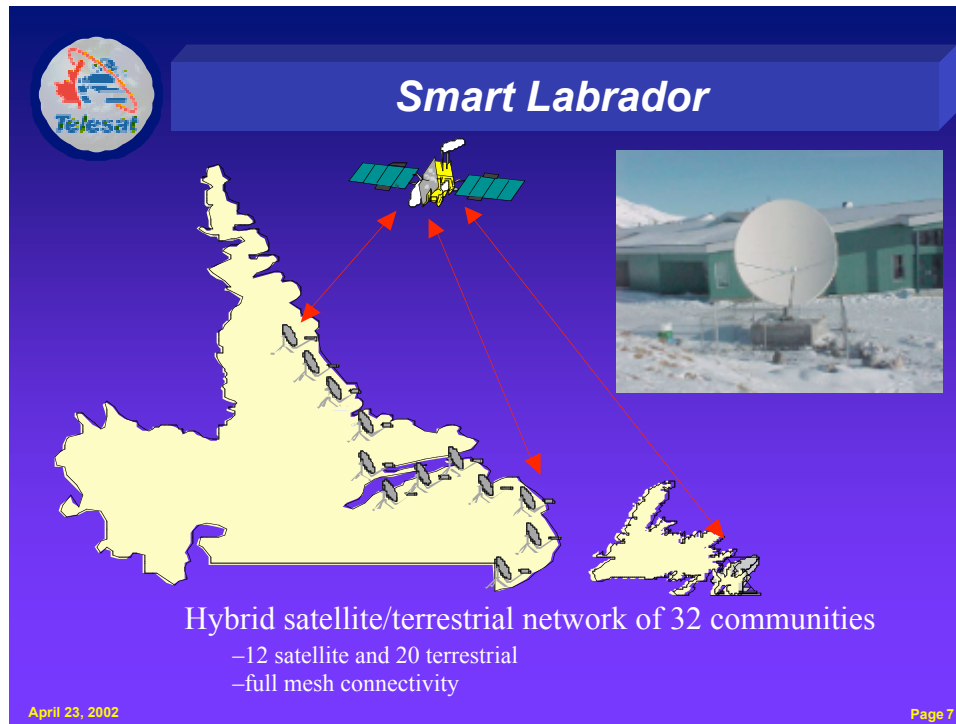 Telesat
Smart Labrador
Hybrid satellite/terrestrial network of 32 communities
–12 satellite and 20 terrestrial
–full mesh connectivity
April 23, 2002
Page 7